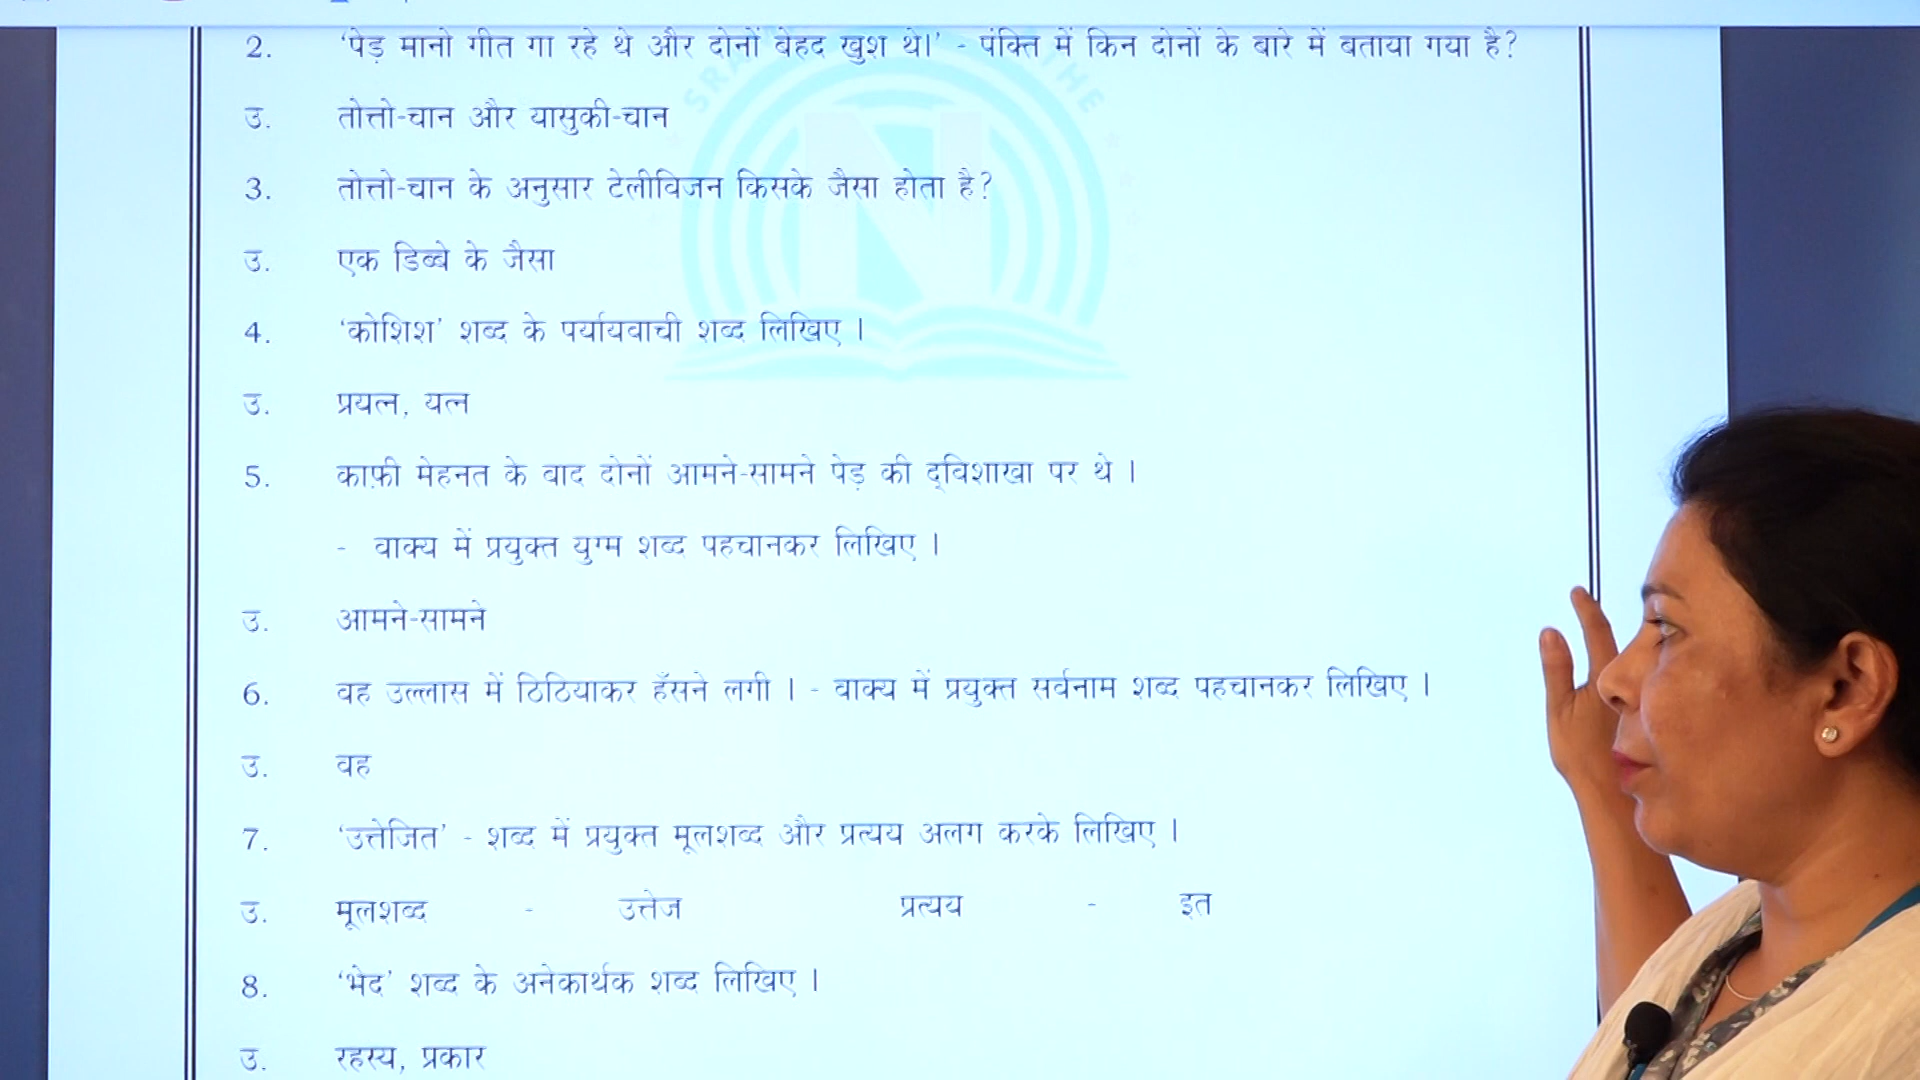 2. ‘पेड़ मानो गीत गा रहे थे और दोनों बेहद खुश थे।’ - पंक्ति में किन दोनों के बारे में बताया गया है?
उ. तोत्तो-चान और यासुकी-चान
3. तोत्तो-चान के अनुसार टेलीविजन किसके जैसा होता है?
उ. एक डिब्बे के जैसा
4. ‘कोशिश’ शब्द के पर्यायवाची शब्द लिखिए ।
उ. प्रयत्न, यत्न
5. काफ़ी मेहनत के बाद दोनों आमने-सामने पेड़ की द्‌विशाखा पर थे ।
- वाक्य में प्रयुक्त युग्म शब्द पहचानकर लिखिए ।
उ. आमने-सामने
6. वह उल्लास में ठिठियाकर हँसने लगी । - वाक्य में प्रयुक्त सर्वनाम शब्द पहचानकर लिखिए ।
उ. वह
7. ‘उत्तेजित’ - शब्द में प्रयुक्त मूलशब्द और प्रत्यय अलग करके लिखिए ।
उ. मूलशब्द - उत्तेज प्रत्यय - इत
8. ‘भेद’ शब्द के अनेकार्थक शब्द लिखिए ।
उ. रहस्य, प्रकार